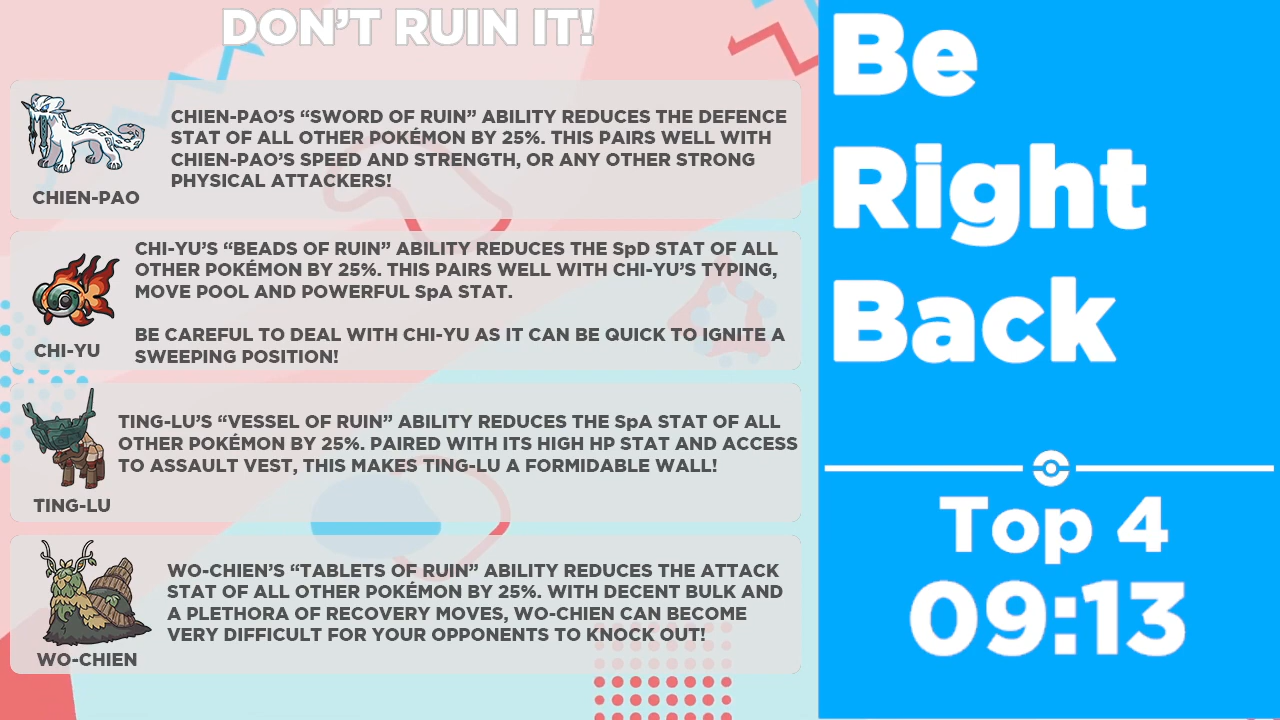 DON'T RUIN IT!
CHIEN-PAO'S “SWORD OF RUIN” ABILITY REDUCES THE DEFENCE
STAT OF ALL OTHER POKÉMON BY 25%. THIS PAIRS WELL WITH
CHIEN-PAO'S SPEED AND STRENGTH, OR ANY OTHER STRONG
PHYSICAL ATTACKERS!
CHIEN-PAO
CHI-YU'S “BEADS OF RUIN” ABILITY REDUCES THE SpD STAT OF ALL
OTHER POKÉMON BY 25%. THIS PAIRS WELL WITH CHI-YU'S TYPING,
MOVE POOL AND POWERFUL SpA STAT.
BE CAREFUL TO DEAL WITH CHI-YU AS IT CAN BE QUICK TO IGNITE A
SWEEPING POSITION!
CHI-YU
TING-LU'S “VESSEL OF RUIN” ABILITY REDUCES THE SpA STAT OF ALL
OTHER POKÉMON BY 25%. PAIRED WITH ITS HIGH HP STAT AND ACCESS
TO ASSAULT VEST, THIS MAKES TING-LU A FORMIDABLE WALL!
TING-LU
WO-CHIEN'S “TABLETS OF RUIN” ABILITY REDUCES THE ATTACK
STAT OF ALL OTHER POKÉMON BY 25%. WITH DECENT BULK AND
A PLETHORA OF RECOVERY MOVES, WO-CHIEN CAN BECOME
VERY DIFFICULT FOR YOUR OPPONENTS TO KNOCK OUT!
WO-CHIEN
Be
Right
Back
Top 4
09:13